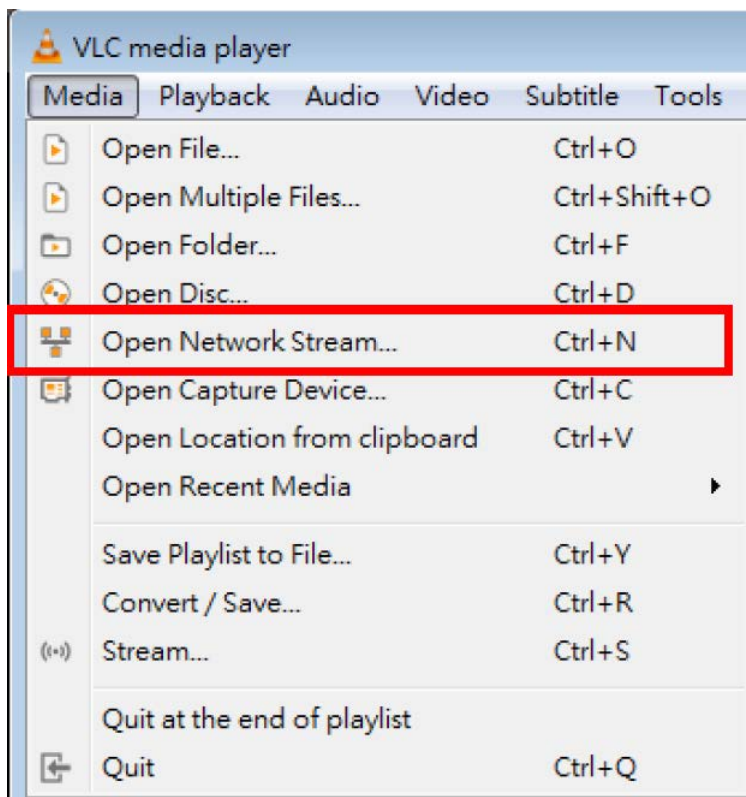 VLC media player
Media Playback Audio Video Subtitle Tools
Open File... Ctrl+O
Open Multiple Files... Ctrl+Shift+O
Open Folder... Ctrl+F
Open Disc... Ctrl+D
Open Network Stream... Ctrl+N
Open Capture Device... Ctrl+C
Open Location from clipboard Ctrl+V
Open Recent Media
Save Playlist to File... Ctrl+Y
Convert / Save... Ctrl+R
Stream... Ctrl+S
Quit at the end of playlist
Quit Ctrl+Q